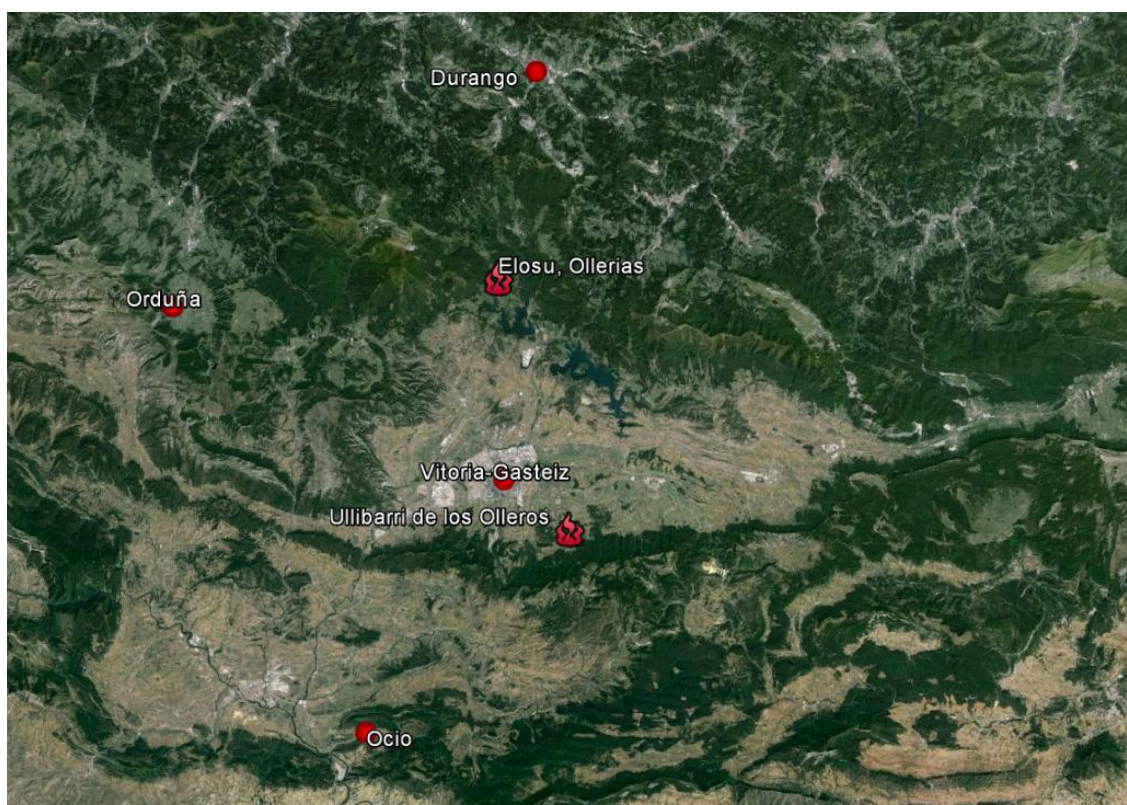 Durango
Elosu, Ollerias
Orduña
Vitoria-Gasteiz
Ullibarri de los Olleros
Ocio